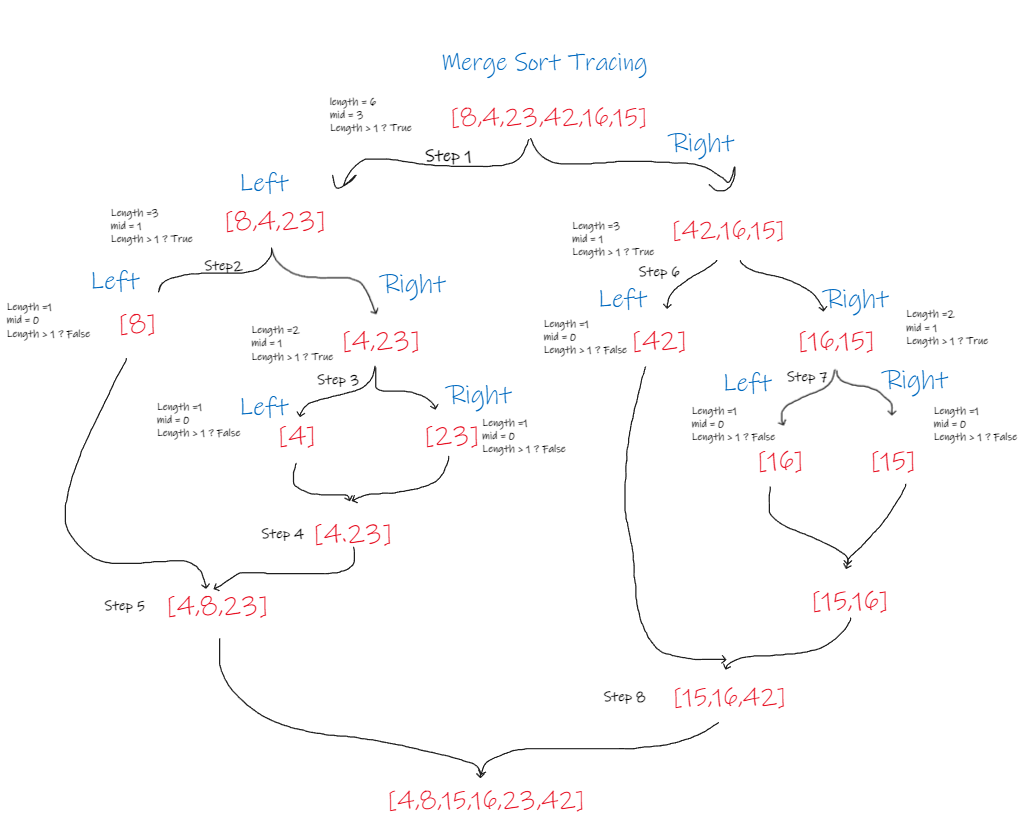 Merge Sort Tracing
length = 6
mid = 3
Length > 1 ? True
[8,4,23,42,16,15]
Step 1
Right
Left
Length =3
mid = 1
Length > 1 ? True
[8,4,23]
Length =3
mid = 1
Length > 1 ? True
[42,16,15]
Step2
Step 6
Left
Right
Left
Right
Length =1
mid = 0
Length > 1 ? False
[8]
Length =2
mid = 1
Length > 1 ? True
[4,23]
Length =1
mid = 0
Length > 1 ? False
[42]
[16,15]
Length =2
mid = 1
Length > 1 ? True
Step 3
Step 7
Left
Right
Left
Right
Length =1
mid = 0
Length > 1 ? False
[4]
[23]
Length =1
mid = 0
Length > 1 ? False
Length =1
mid = 0
Length > 1 ? False
[16]
[15]
Length =1
mid = 0
Length > 1 ? False
Step 4
[4.23]
Step 5
[4,8,23]
[15,16]
Step 8
[15,16,42]
[4,8,15,16,23,42]